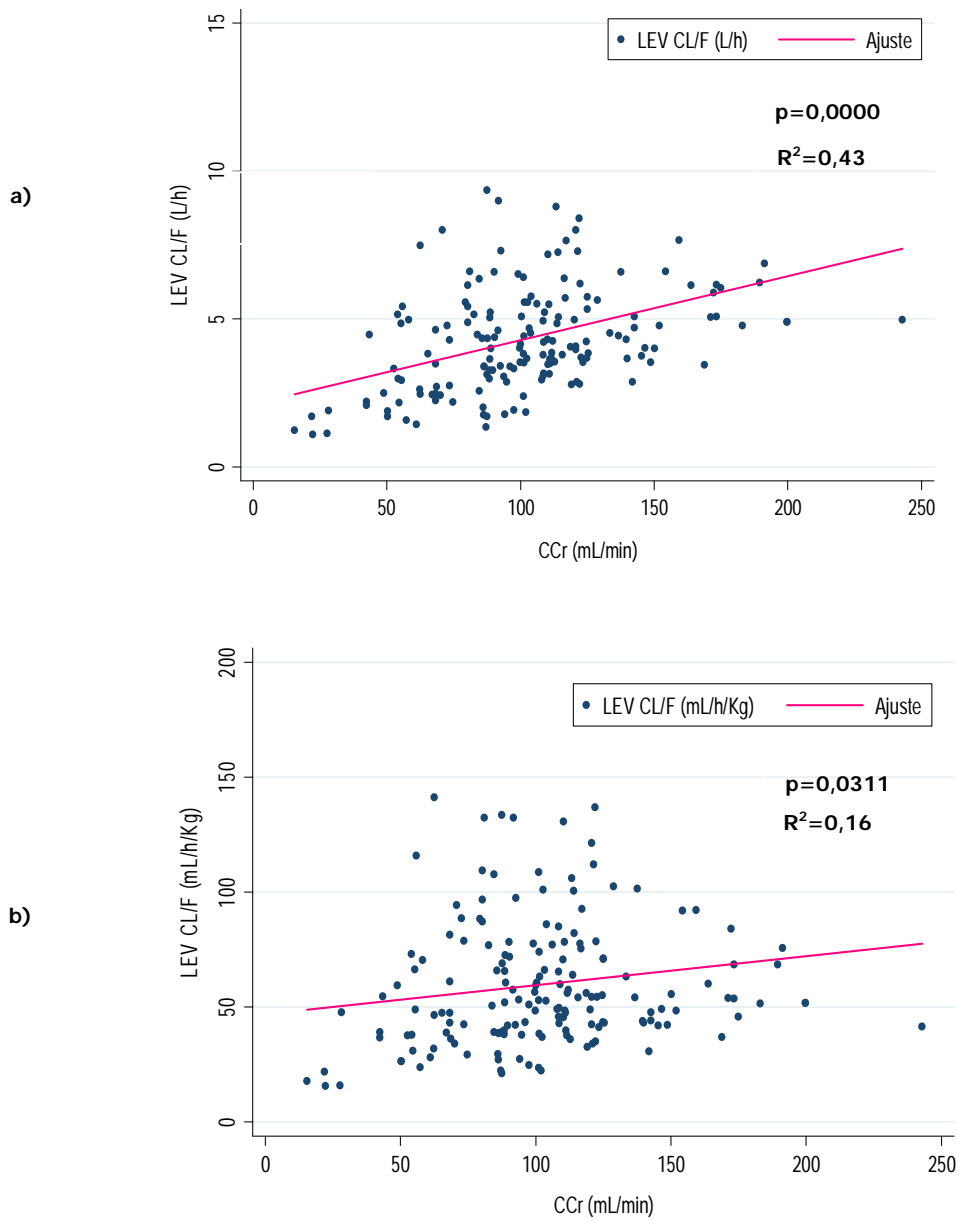 a)
LEV CL/F (L/h)
Ajuste
p=0,0000
R²=0,43
LEV CL/F (L/h)
15
10
5
0
0 50 100 150 200 250
CCr (mL/min)
b)
LEV CL/F (mL/h/Kg)
Ajuste
p=0,0311
R²=0,16
LEV CL/F (mL/h/Kg)
200
150
100
50
0
0 50 100 150 200 250
CCr (mL/min)